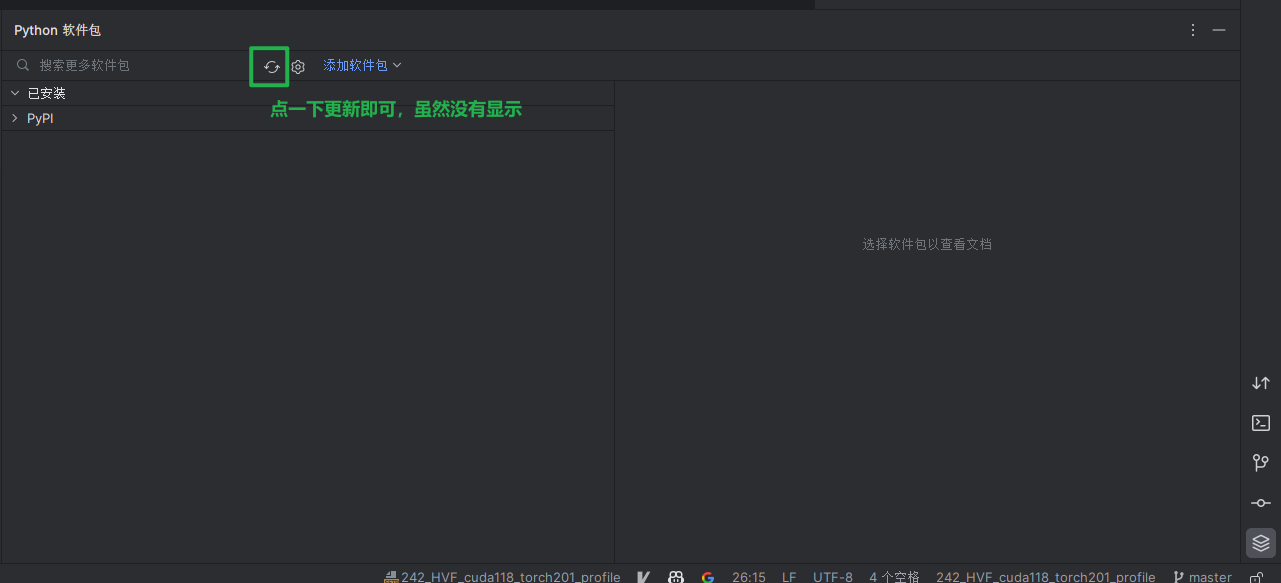 Python 软件包
搜索更多软件包
添加软件包
已安装
点一下更新即可，虽然没有显示
PyPI
选择软件包以查看文档
242_HVF_cuda118_torch201_profile 26:15 LF UTF-8 4 个空格 242_HVF_cuda118_torch201_profile master